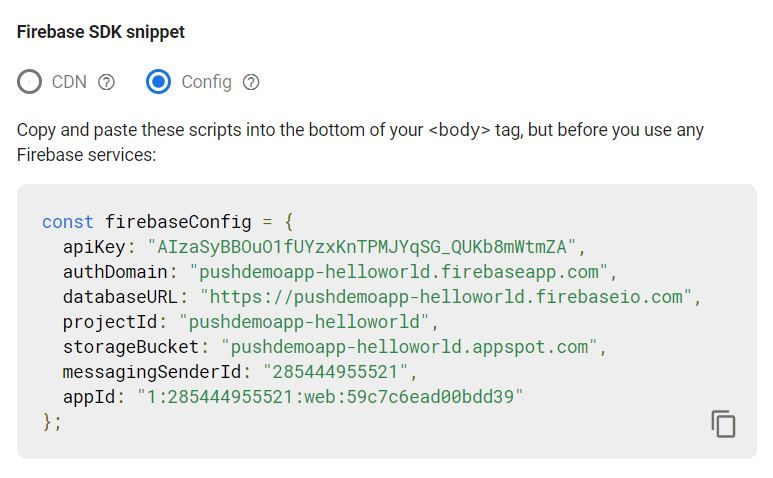 Firebase SDK snippet
CDN ? Config ?
Copy and paste these scripts into the bottom of your <body> tag, but before you use any
Firebase services:
const firebaseConfig = {
  apiKey: "AIzaSyBBOuO1fUYzxKnTPMJYqSG_QUKb8mWtmZA",
  authDomain: "pushdemoapp-helloworld.firebaseapp.com",
  databaseURL: "https://pushdemoapp-helloworld.firebaseio.com",
  projectId: "pushdemoapp-helloworld",
  storageBucket: "pushdemoapp-helloworld.appspot.com",
  messagingSenderId: "285444955521",
  appId: "1:285444955521:web:59c7c6ead00bdd39"
};